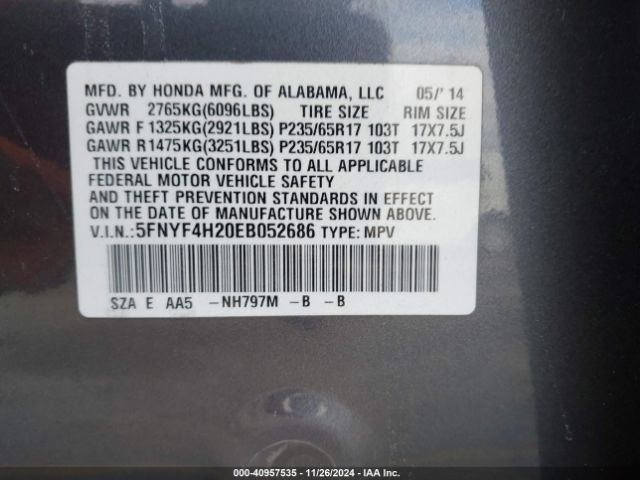 MFD. BY HONDA MFG. OF ALABAMA, LLC 05/' 14
GVWR 2765KG(6096LBS) TIRE SIZE RIM SIZE
GAWR F 1325KG(2921LBS) P235/65R17 103T 17X7.5J
GAWR R 1475KG(3251LBS) P235/65R17 103T 17X7.5J
THIS VEHICLE CONFORMS TO ALL APPLICABLE
FEDERAL MOTOR VEHICLE SAFETY
AND THEFT PREVENTION STANDARDS IN EFFECT
ON THE DATE OF MANUFACTURE SHOWN ABOVE.
V.I.N.:5FNYF4H20EB052686 TYPE: MPV
SZA E AA5 -NH797M -B -B
000-40957535 - 11/26/2024 - IAAI.COM